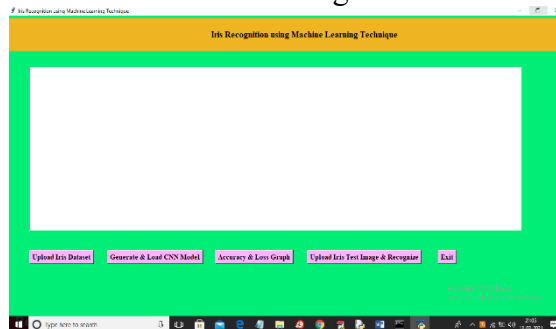 Iris Recognition using Machine Learning Technique
Iris Recognition using Machine Learning Technique
Upload Iris Dataset Generate & Load CNN Model Accuracy & Loss Graph Upload Iris Test Image & Recognize Exit
Type here to search